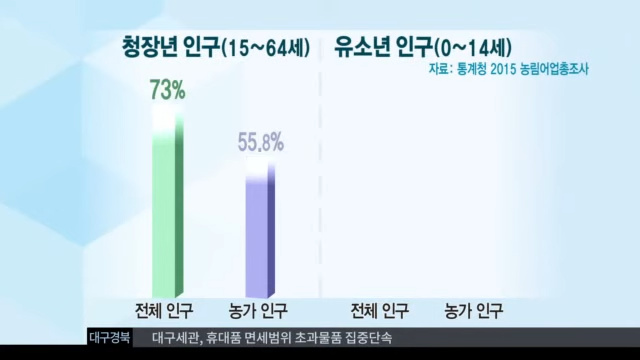 청장년 인구(15~64세)
유소년 인구(0~14세)
자료: 통계청 2015 농림어업총조사
73%
55.8%
전체 인구
농가 인구
전체 인구
농가 인구
대구경북
대구세관, 휴대품 면세범위 초과물품 집중단속